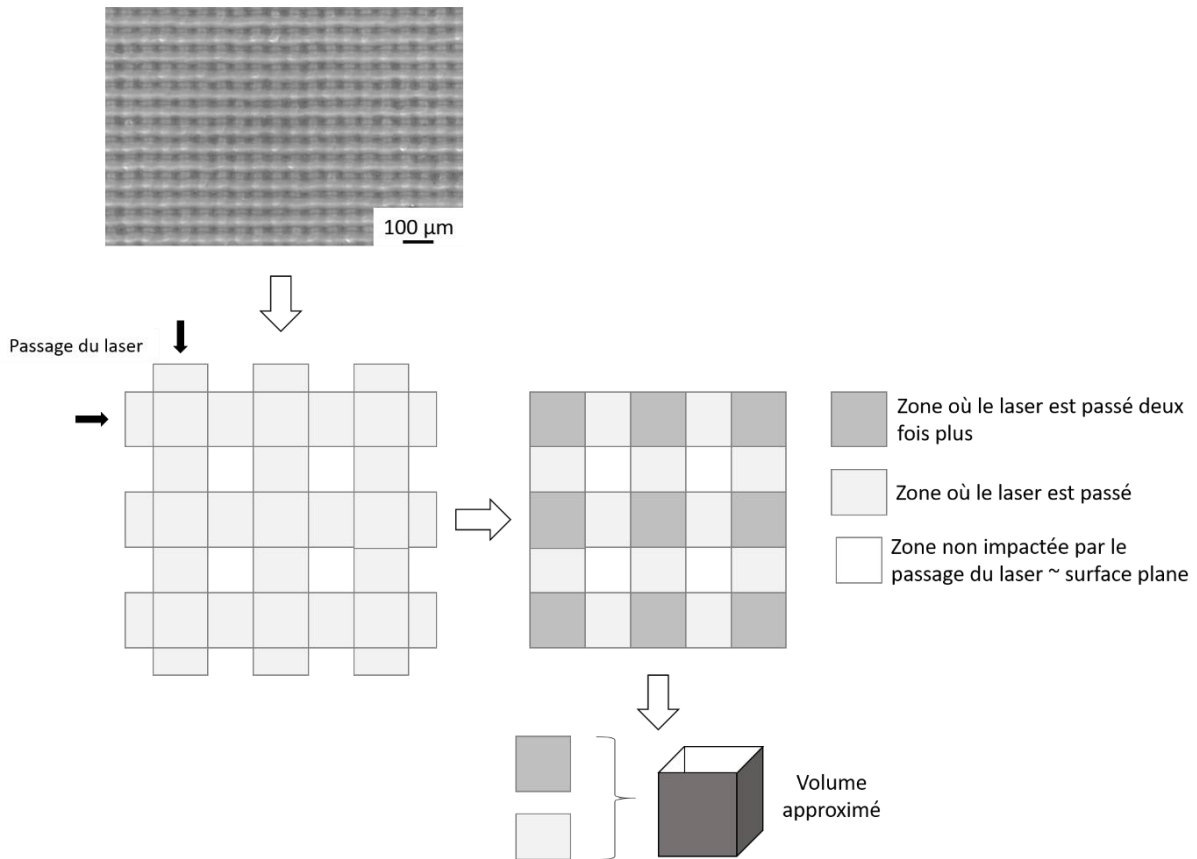 100 µm
Passage du laser
Zone où le laser est passé deux
fois plus
Zone où le laser est passé
Zone non impactée par le
passage du laser ~ surface plane
Volume
approximé